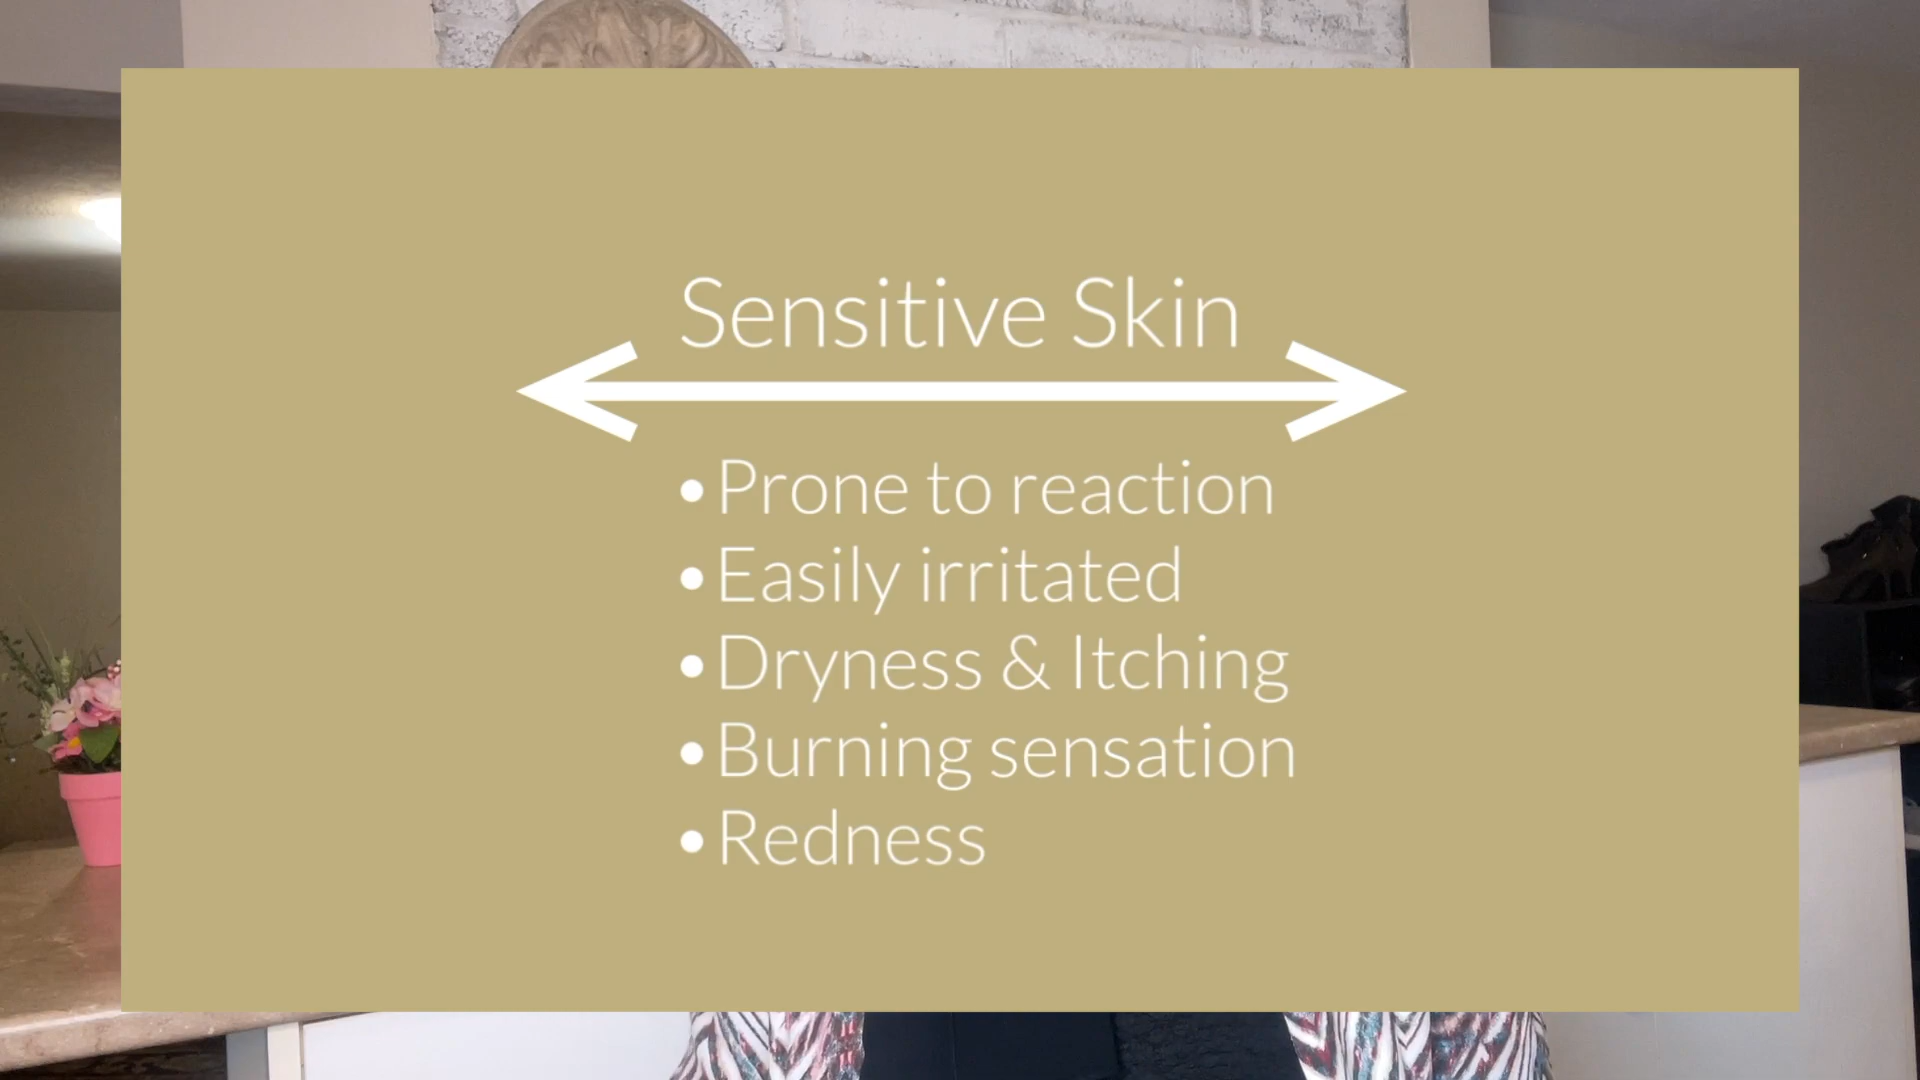 Sensitive Skin
•Prone to reaction
•Easily irritated
•Dryness & Itching
•Burning sensation
•Redness